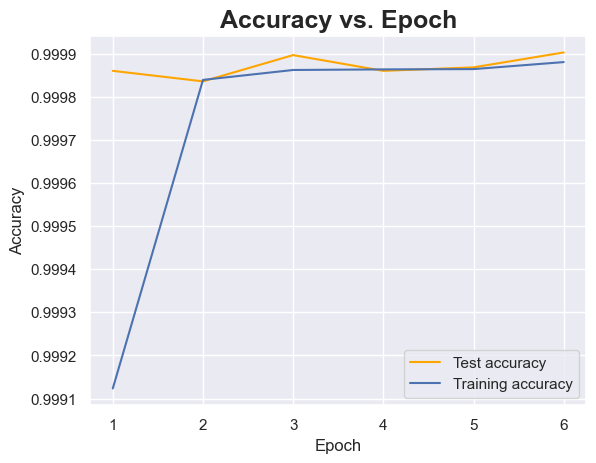 Accuracy vs. Epoch
0.9999
0.9998
0.9997
0.9996
0.9995
0.9994
0.9993
0.9992
0.9991
Accuracy
Test accuracy
Training accuracy
1 2 3 4 5 6
Epoch